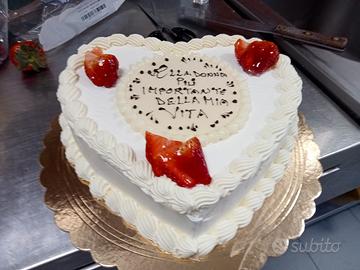 ALLA DONNA
PIÙ
IMPORTANTE
DELLA MIA
VITA
subito